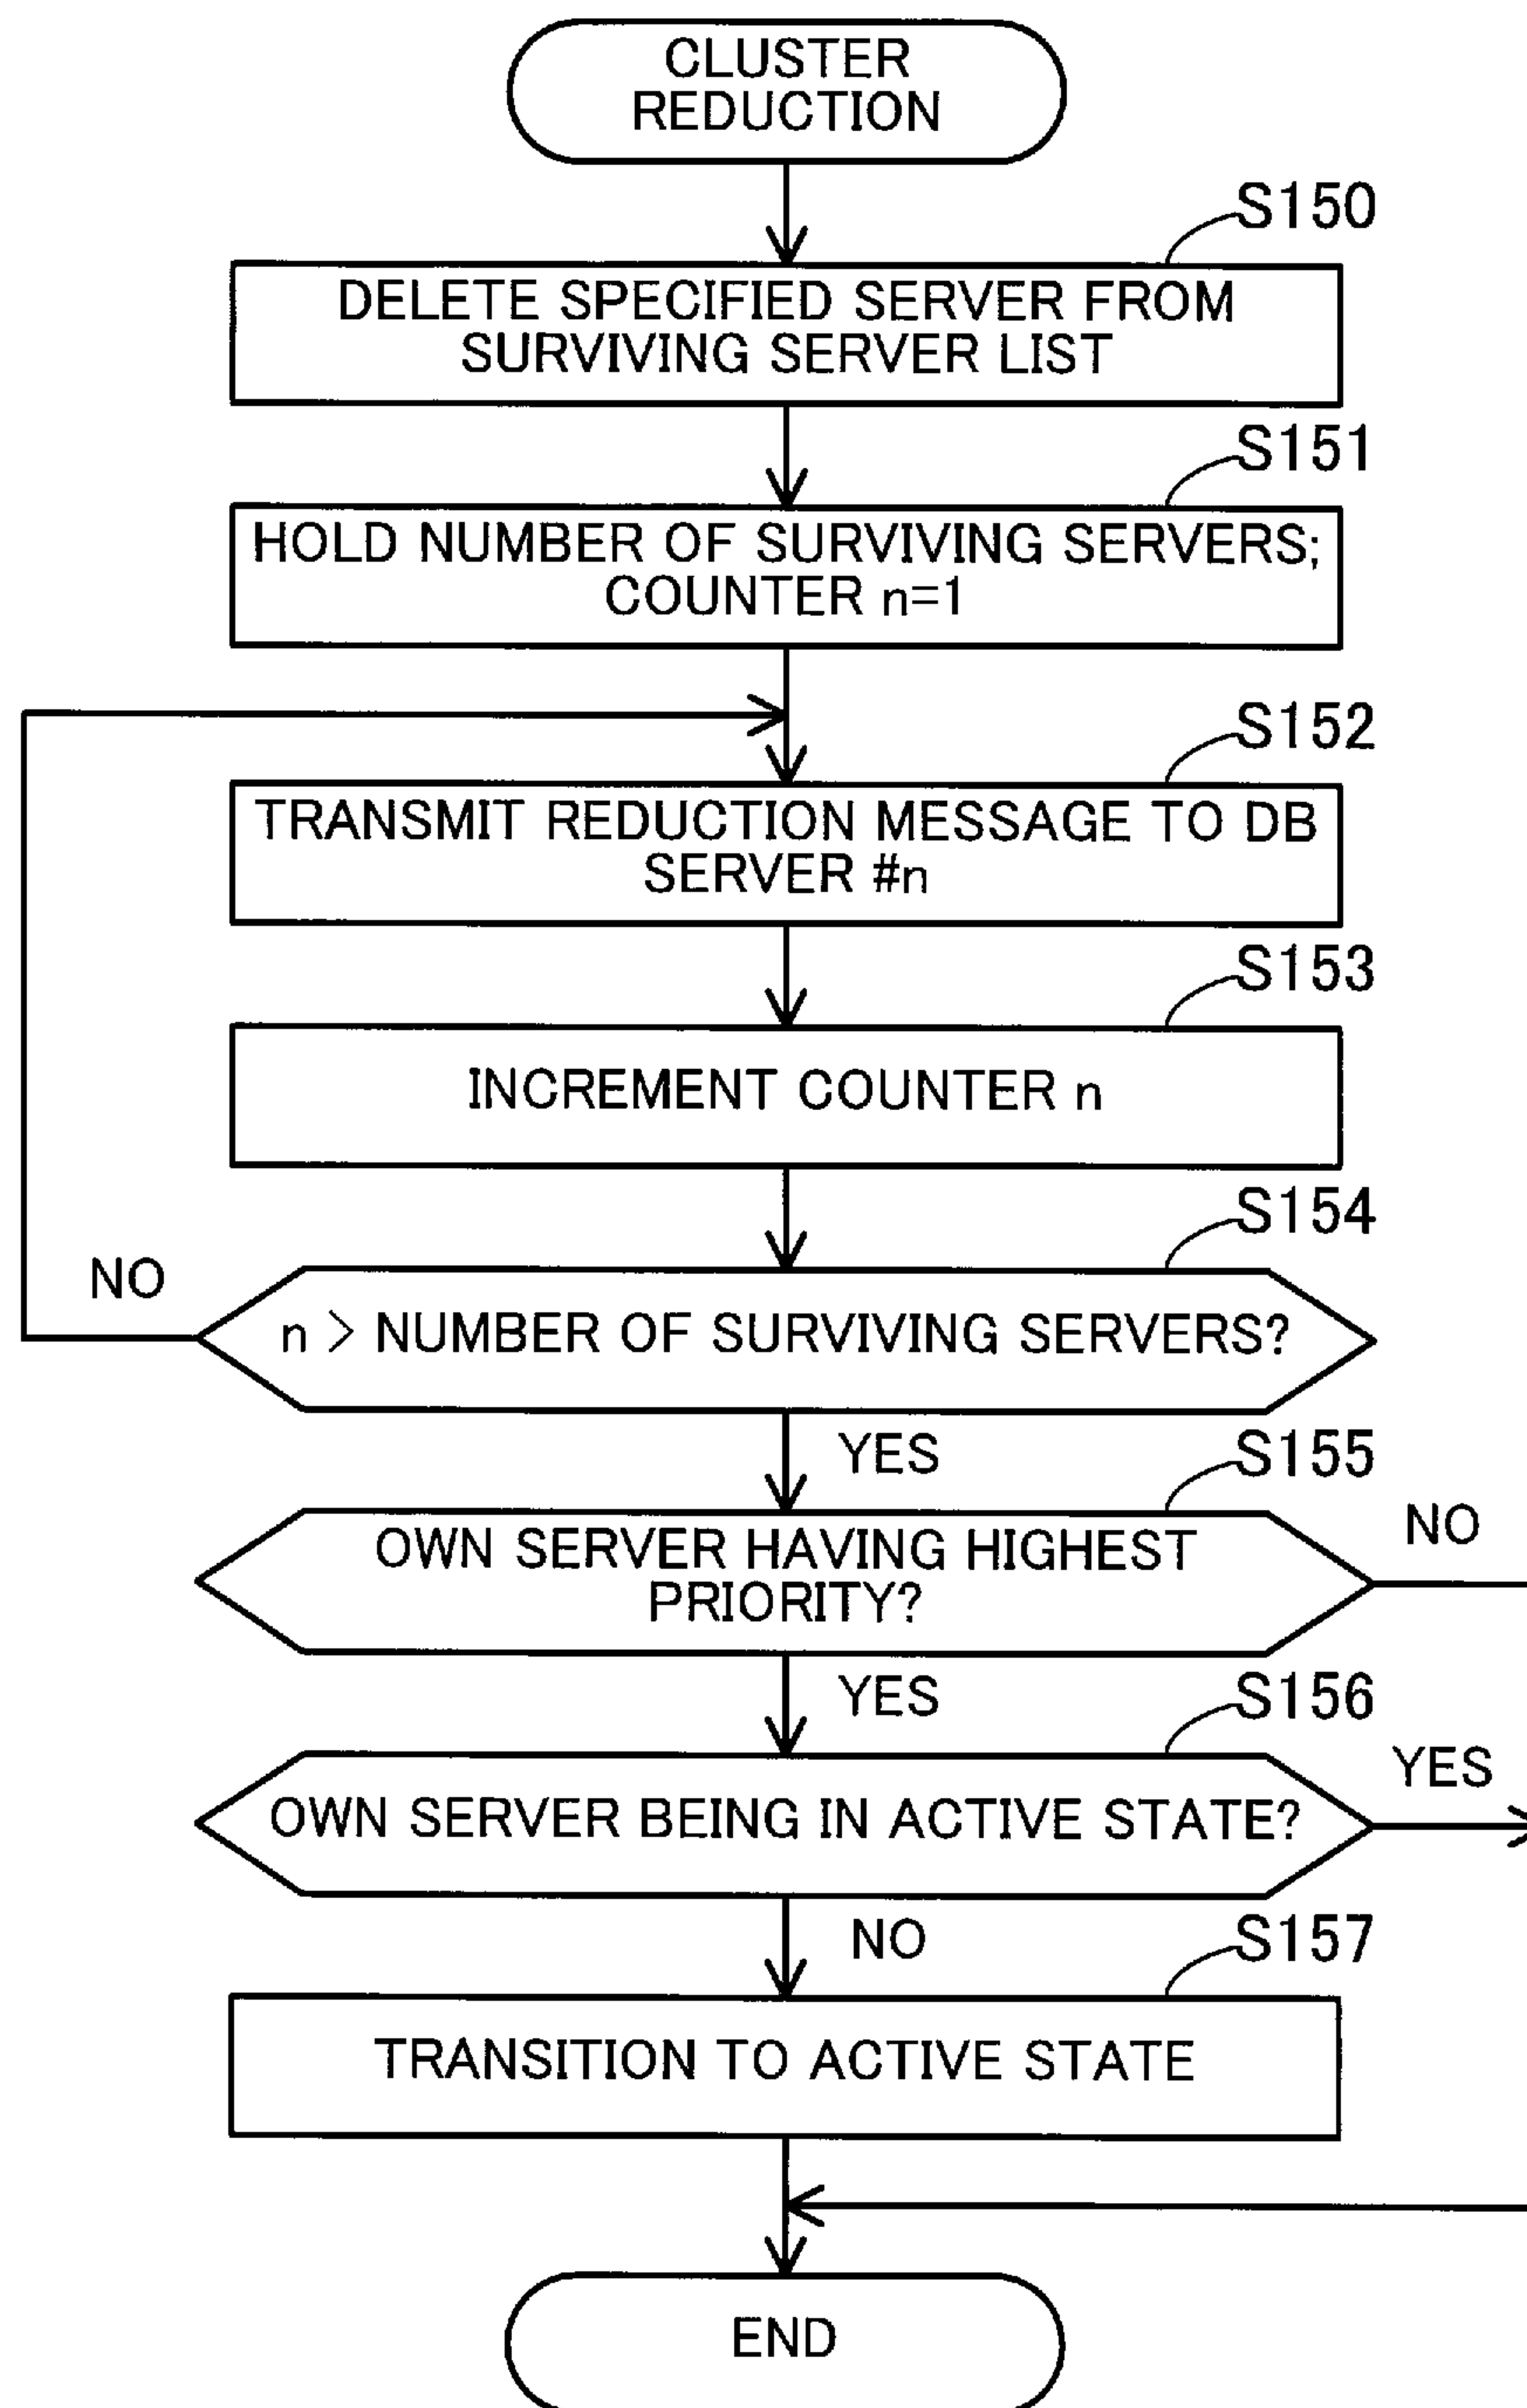 CLUSTER
REDUCTION
S150
DELETE SPECIFIED SERVER FROM
SURVIVING SERVER LIST
S151
HOLD NUMBER OF SURVIVING SERVERS;
COUNTER n=1
S152
TRANSMIT REDUCTION MESSAGE TO DB
SERVER #n
S153
INCREMENT COUNTER n
S154
NO
n > NUMBER OF SURVIVING SERVERS?
YES
S155
OWN SERVER HAVING HIGHEST
PRIORITY?
NO
YES
S156
OWN SERVER BEING IN ACTIVE STATE?
YES
NO
S157
TRANSITION TO ACTIVE STATE
END